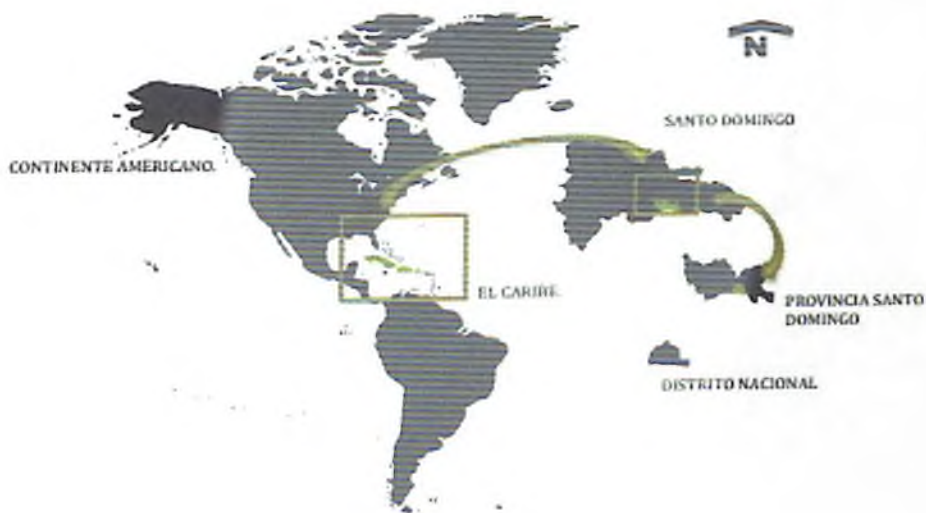 N
SANTO DOMINGO
CONTINENTE AMERICANO.
EL CARIBE.
PROVINCIA SANTO
DOMINGO
DISTRITO NACIONAL